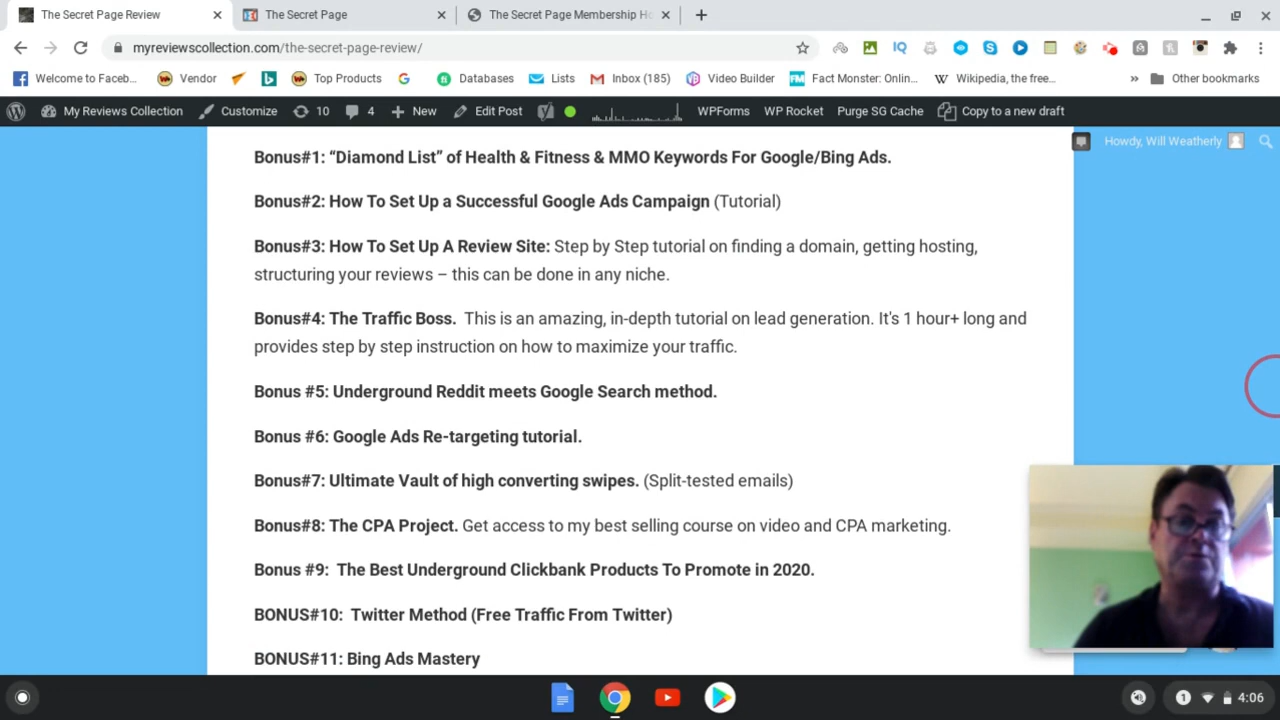 The Secret Page Review
The Secret Page
The Secret Page Membership Ho
myreviewscollection.com/the-secret-page-review/
IQ
Welcome to Faceb...
Vendor
Top Products
Databases
Lists
Inbox (185)
Video Builder
Fact Monster: Onlin...
Wikipedia, the free...
Other bookmarks
My Reviews Collection
Customize
10
4
New
Edit Post
WPForms
WP Rocket
Purge SG Cache
Copy to a new draft
Howdy, Will Weatherly
Bonus#1: “Diamond List” of Health & Fitness & MMO Keywords For Google/Bing Ads.
Bonus#2: How To Set Up a Successful Google Ads Campaign (Tutorial)
Bonus#3: How To Set Up A Review Site: Step by Step tutorial on finding a domain, getting hosting,
structuring your reviews – this can be done in any niche.
Bonus#4: The Traffic Boss. This is an amazing, in-depth tutorial on lead generation. It's 1 hour+ long and
provides step by step instruction on how to maximize your traffic.
Bonus #5: Underground Reddit meets Google Search method.
Bonus #6: Google Ads Re-targeting tutorial.
Bonus#7: Ultimate Vault of high converting swipes. (Split-tested emails)
Bonus#8: The CPA Project. Get access to my best selling course on video and CPA marketing.
Bonus #9: The Best Underground Clickbank Products To Promote in 2020.
BONUS#10: Twitter Method (Free Traffic From Twitter)
BONUS#11: Bing Ads Mastery
1
4:06